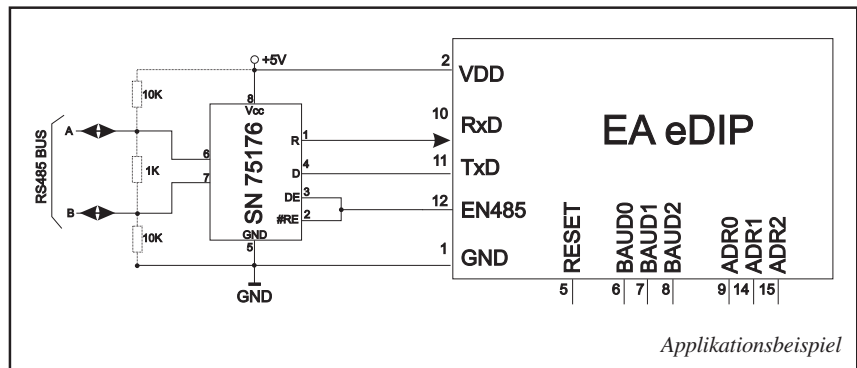 +5V
2
VDD
10K
8
Vcc
10
RxD
EA eDIP
RS485 BUS
A
6
R
1
11
TxD
1K
7
SN 75176
D
4
DE
3
12
EN485
B
#RE
2
10K
GND
5
1
GND
GND
RESET
BAUD0
BAUD1
BAUD2
ADR0
ADR1
ADR2
5
6
7
8
9
14
15
Applikationsbeispiel